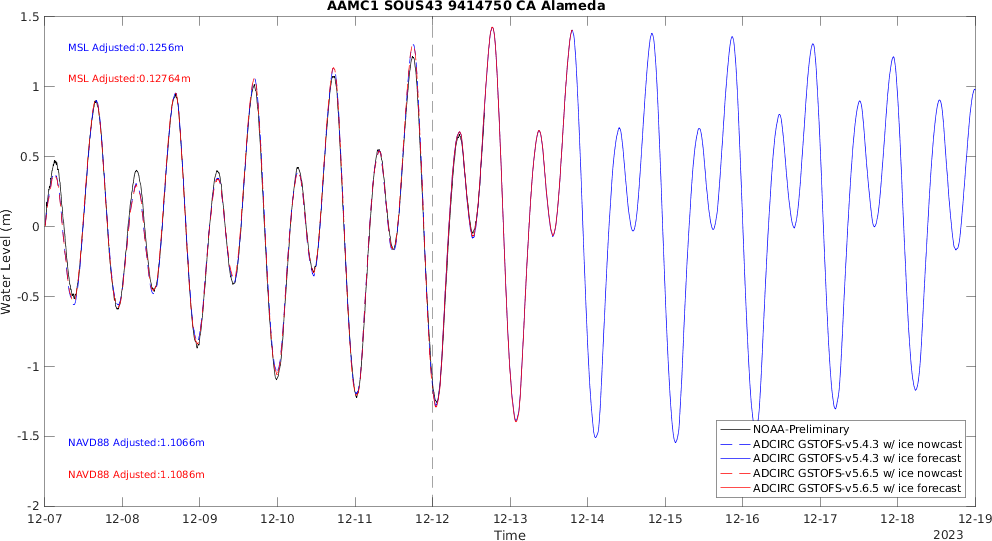 AAMC1 SOUS43 9414750 CA Alameda
1.5
1
0.5
0
-0.5
-1
-1.5
-2
Water Level (m)
MSL Adjusted:0.1256m
MSL Adjusted:0.12764m
NAVD88 Adjusted:1.1066m
NAVD88 Adjusted:1.1086m
NOAA-Preliminary
ADCIRC GSTOFS-v5.4.3 w/ ice nowcast
ADCIRC GSTOFS-v5.4.3 w/ ice forecast
ADCIRC GSTOFS-v5.6.5 w/ ice nowcast
ADCIRC GSTOFS-v5.6.5 w/ ice forecast
12-07 12-08 12-09 12-10 12-11 12-12 12-13 12-14 12-15 12-16 12-17 12-18 12-19
Time
2023